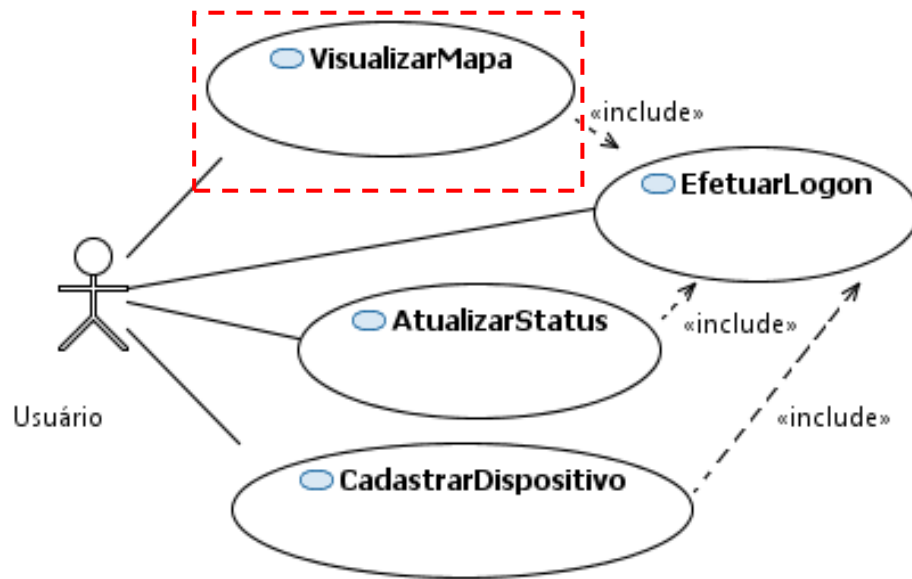 VisualizarMapa
«include»
EfetuarLogon
AtualizarStatus
«include»
Usuário
«include»
CadastrarDispositivo